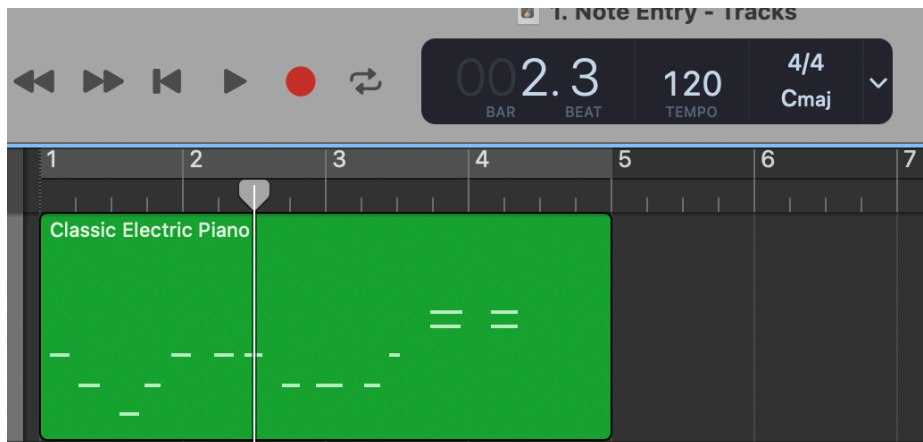 1. Note Entry - Tracks
002.3
BAR BEAT
120
TEMPO
4/4
Cmaj
1 2 3 4 5 6 7
Classic Electric Piano